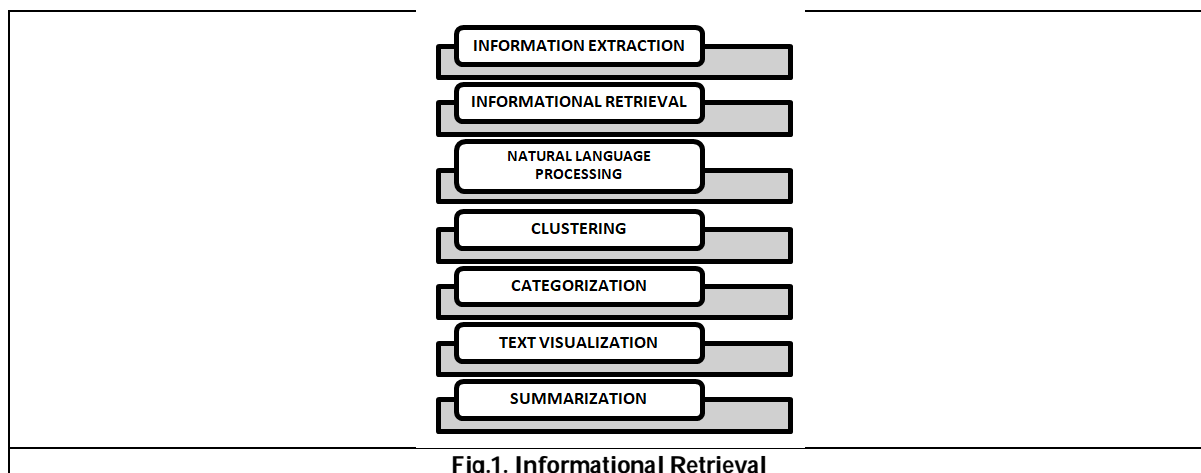 INFORMATION EXTRACTION
INFORMATIONAL RETRIEVAL
NATURAL LANGUAGE
PROCESSING
CLUSTERING
CATEGORIZATION
TEXT VISUALIZATION
SUMMARIZATION
Fig.1. Informational Retrieval